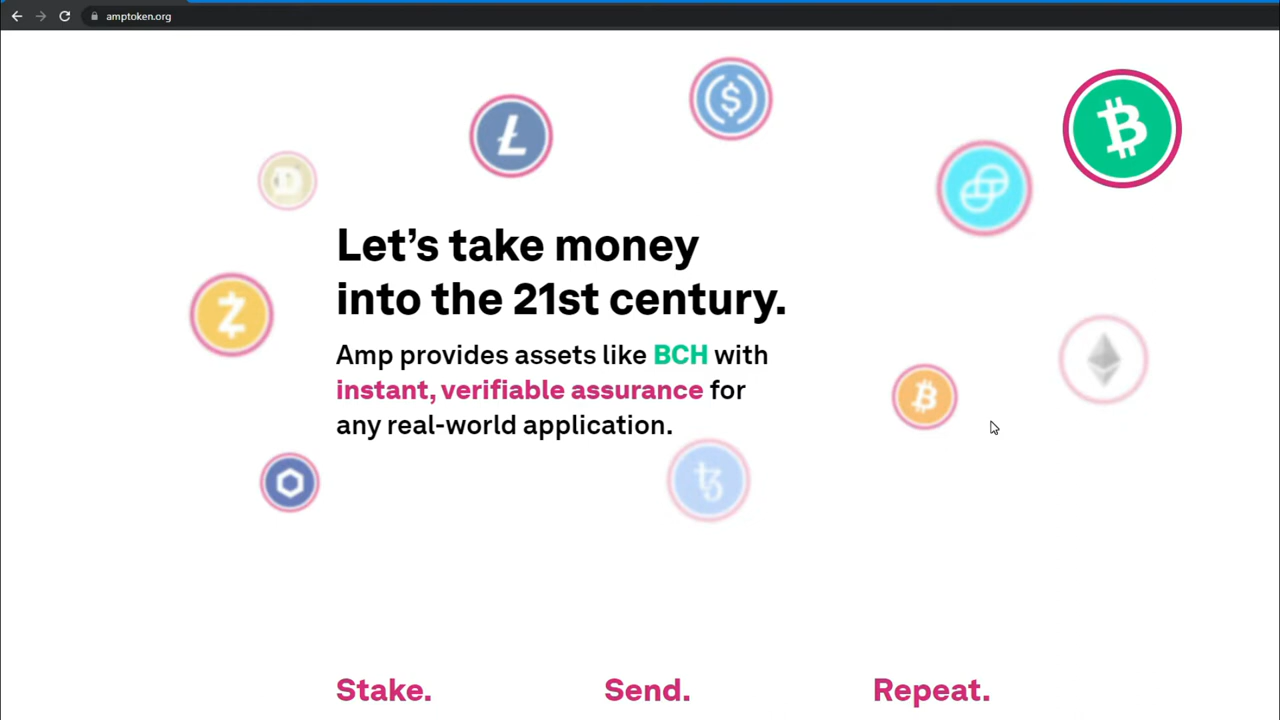 amptoken.org
Let's take money
into the 21st century.
Amp provides assets like BCH with
instant, verifiable assurance for
any real-world application.
Stake.
Send.
Repeat.